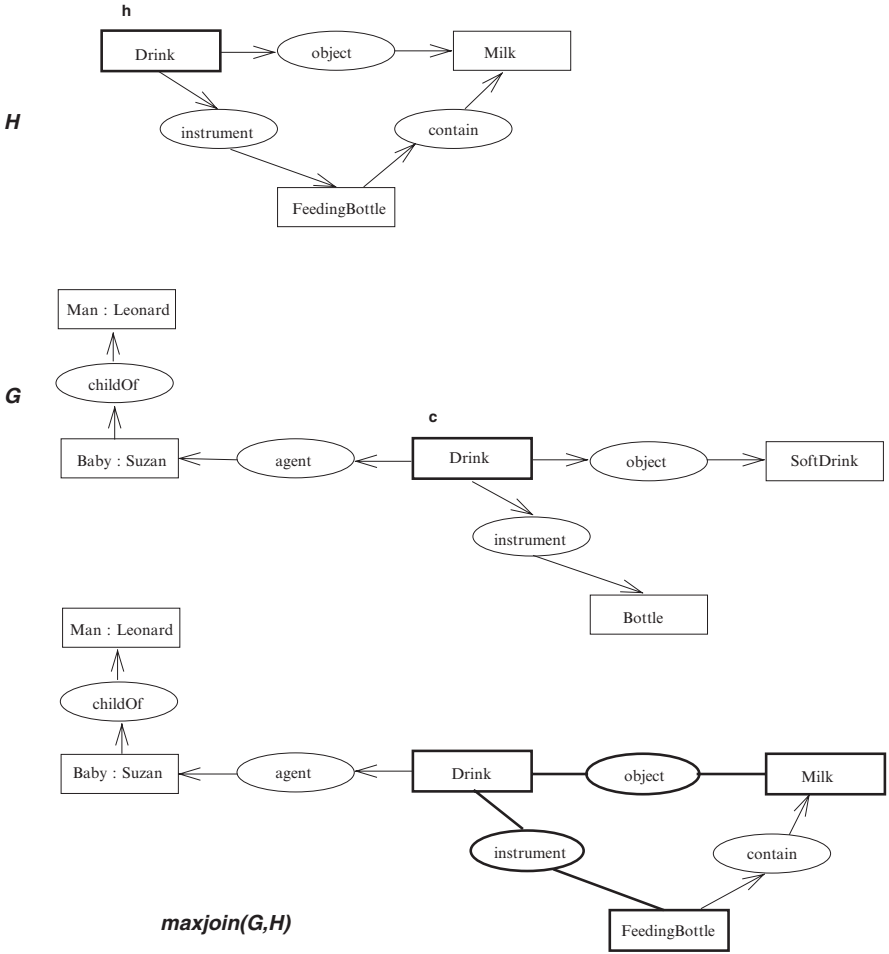 h
Drink
object
Milk
H
instrument
contain
FeedingBottle
Man : Leonard
childOf
G
c
Baby : Suzan
agent
Drink
object
SoftDrink
instrument
Bottle
Man : Leonard
childOf
Baby : Suzan
agent
Drink
object
Milk
instrument
contain
maxjoin(G,H)
FeedingBottle